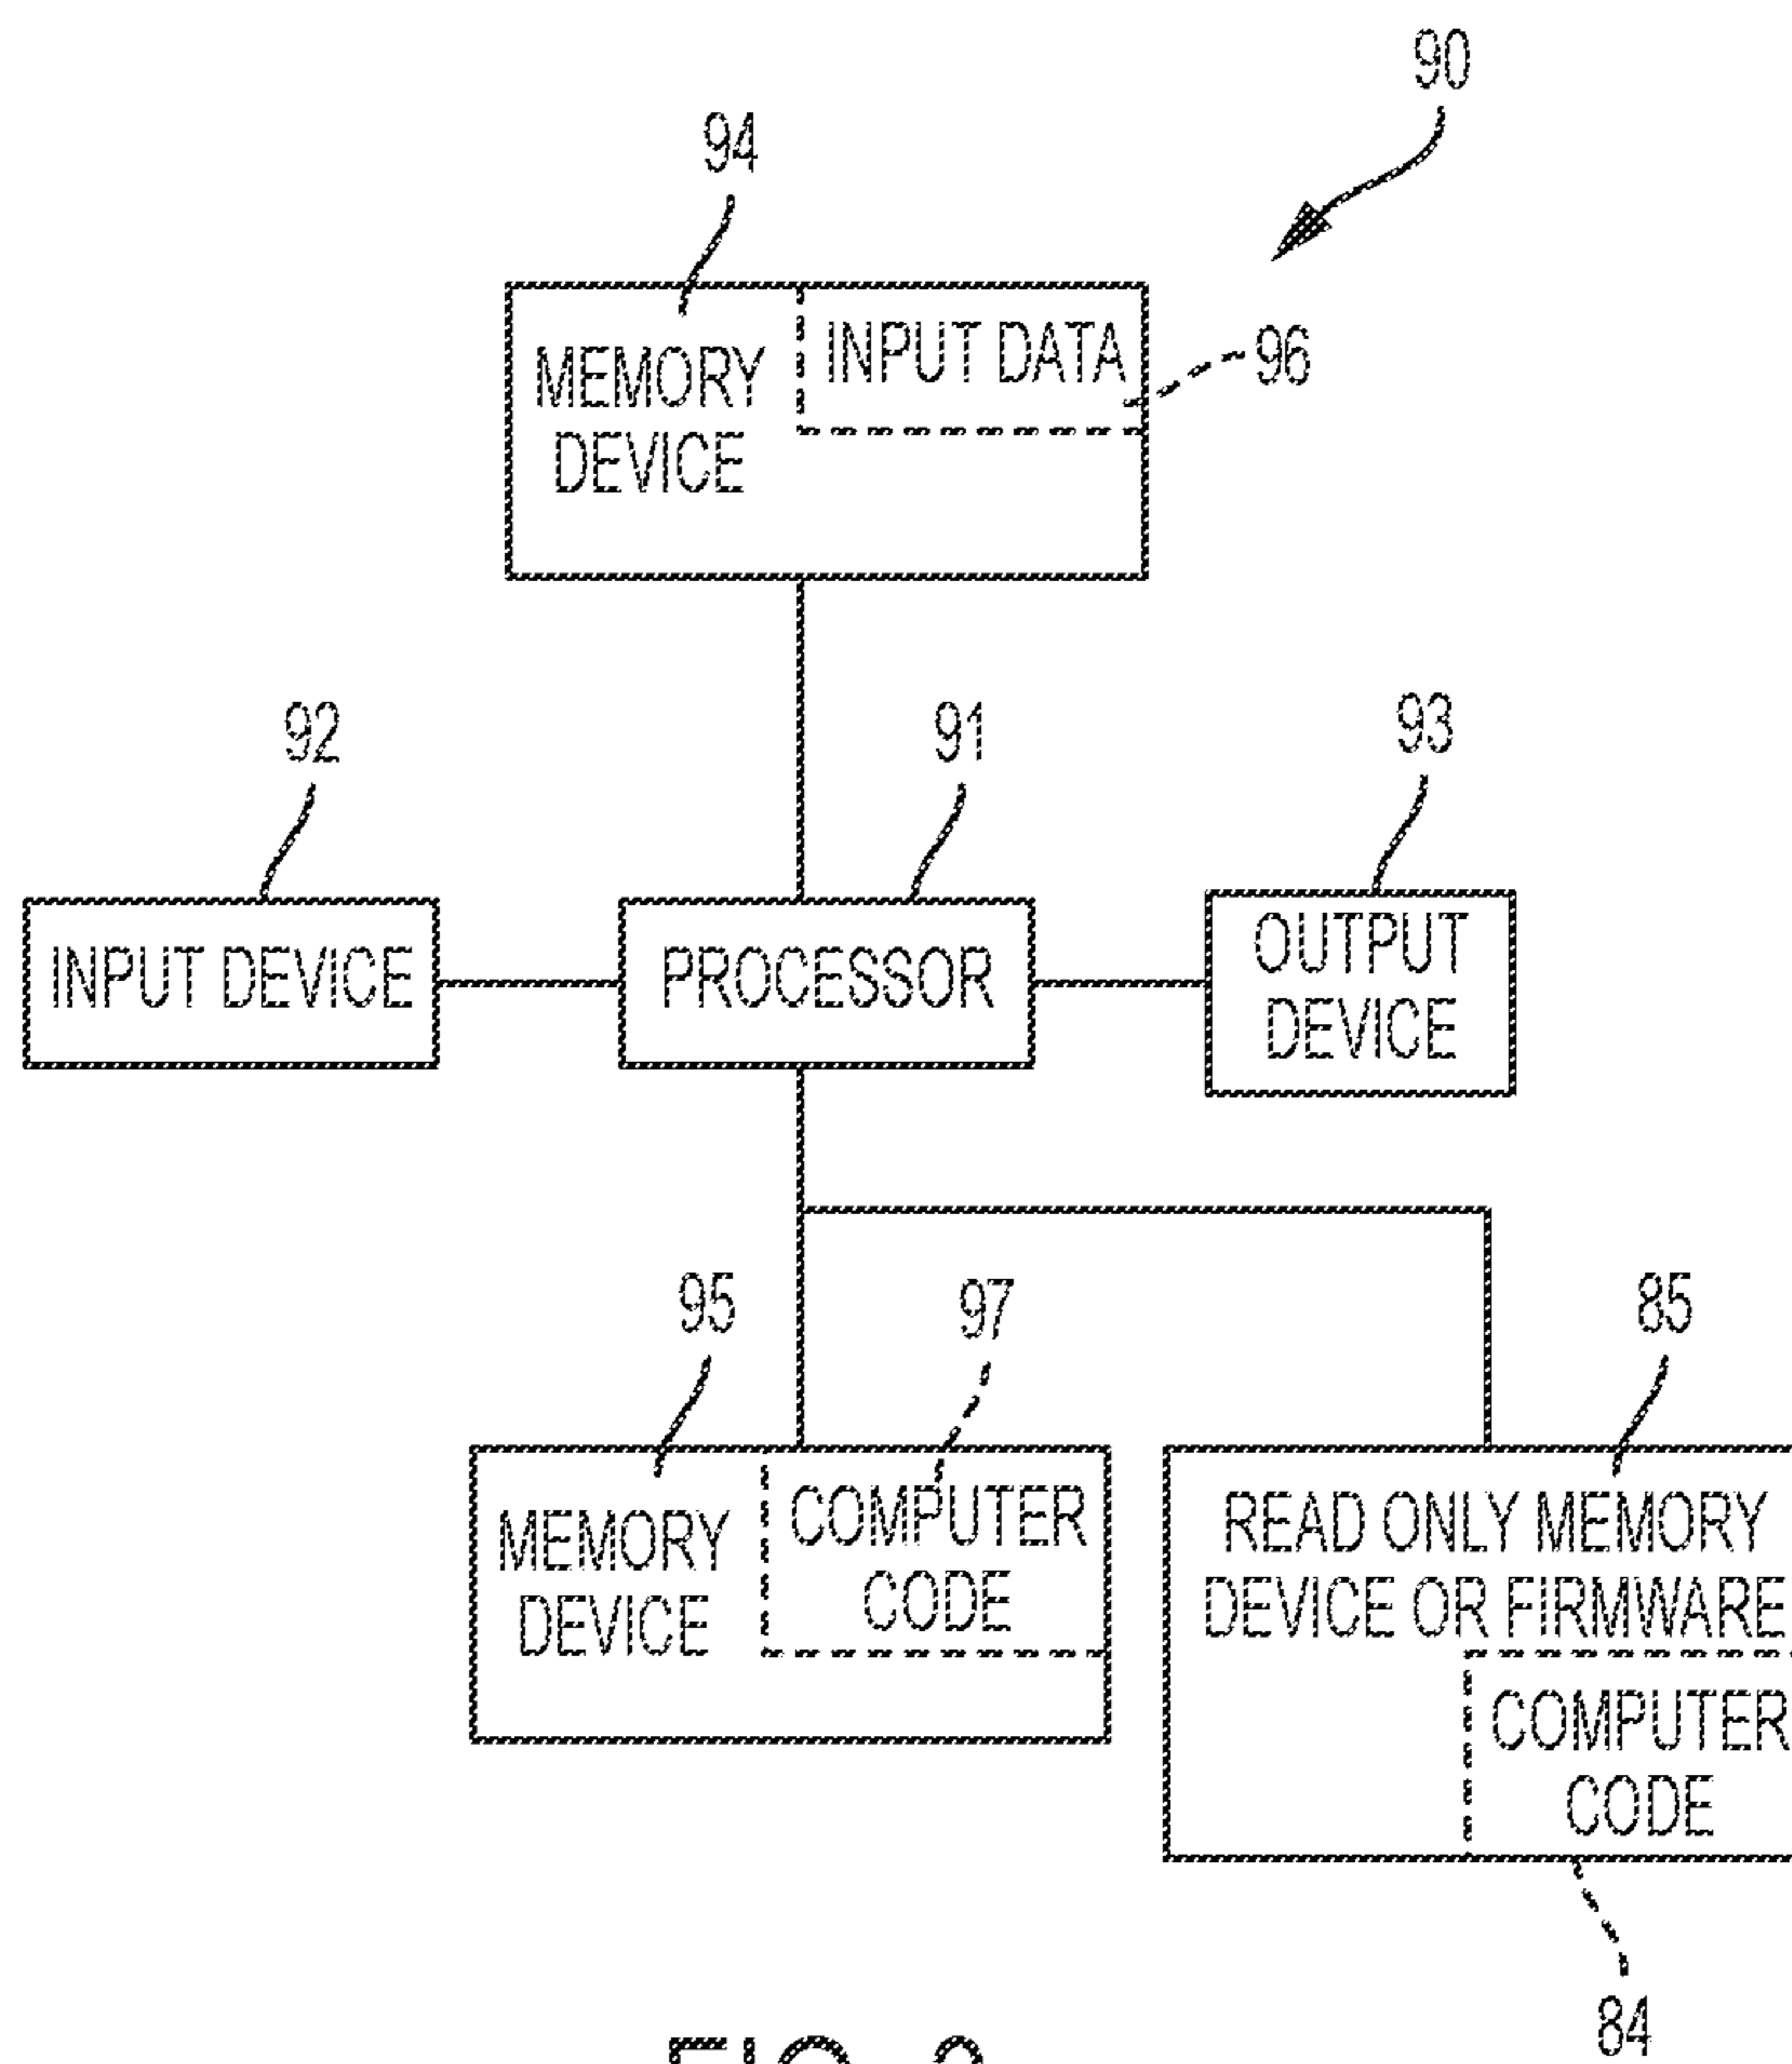 90
94
INPUT DATA
96
MEMORY
DEVICE
92
91
93
INPUT DEVICE
PROCESSOR
OUTPUT
DEVICE
95
97
85
MEMORY
DEVICE
COMPUTER
CODE
READ ONLY MEMORY
DEVICE OR FIRMWARE
COMPUTER
CODE
84
FIG.